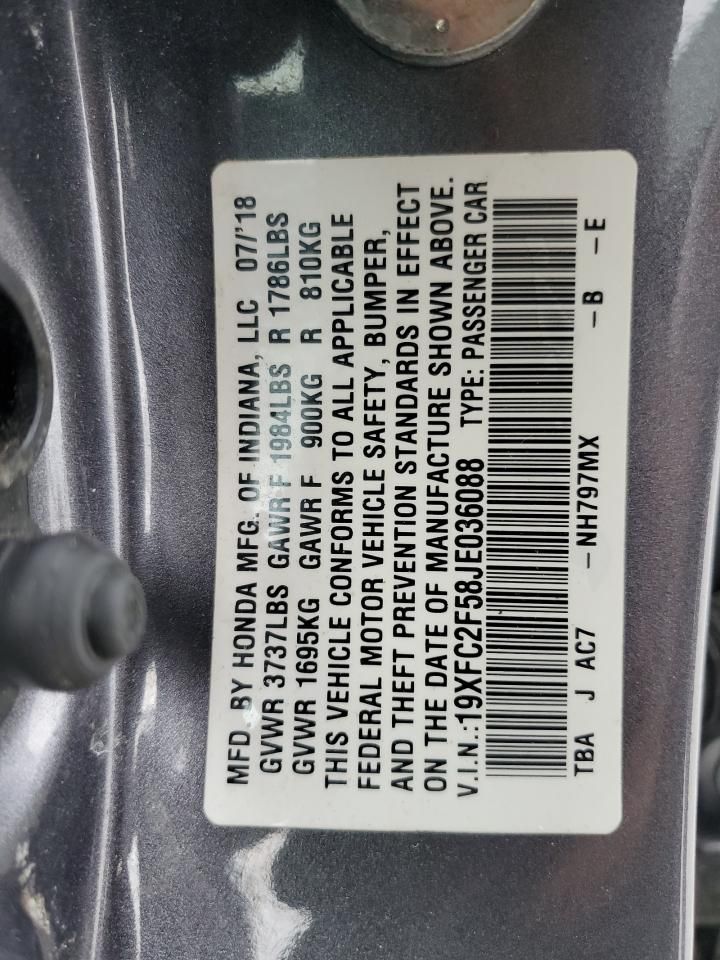 MFD. BY HONDA MFG. OF INDIANA, LLC 07/'18
GVWR 3737LBS GAWR F 1984LBS R 1786LBS
GVWR 1695KG GAWR F 900KG R 810KG
THIS VEHICLE CONFORMS TO ALL APPLICABLE
FEDERAL MOTOR VEHICLE SAFETY, BUMPER,
AND THEFT PREVENTION STANDARDS IN EFFECT
ON THE DATE OF MANUFACTURE SHOWN ABOVE.
V.I.N.:19XFC2F58JE036088 TYPE: PASSENGER CAR
TBA J AC7 -NH797MX -B -E